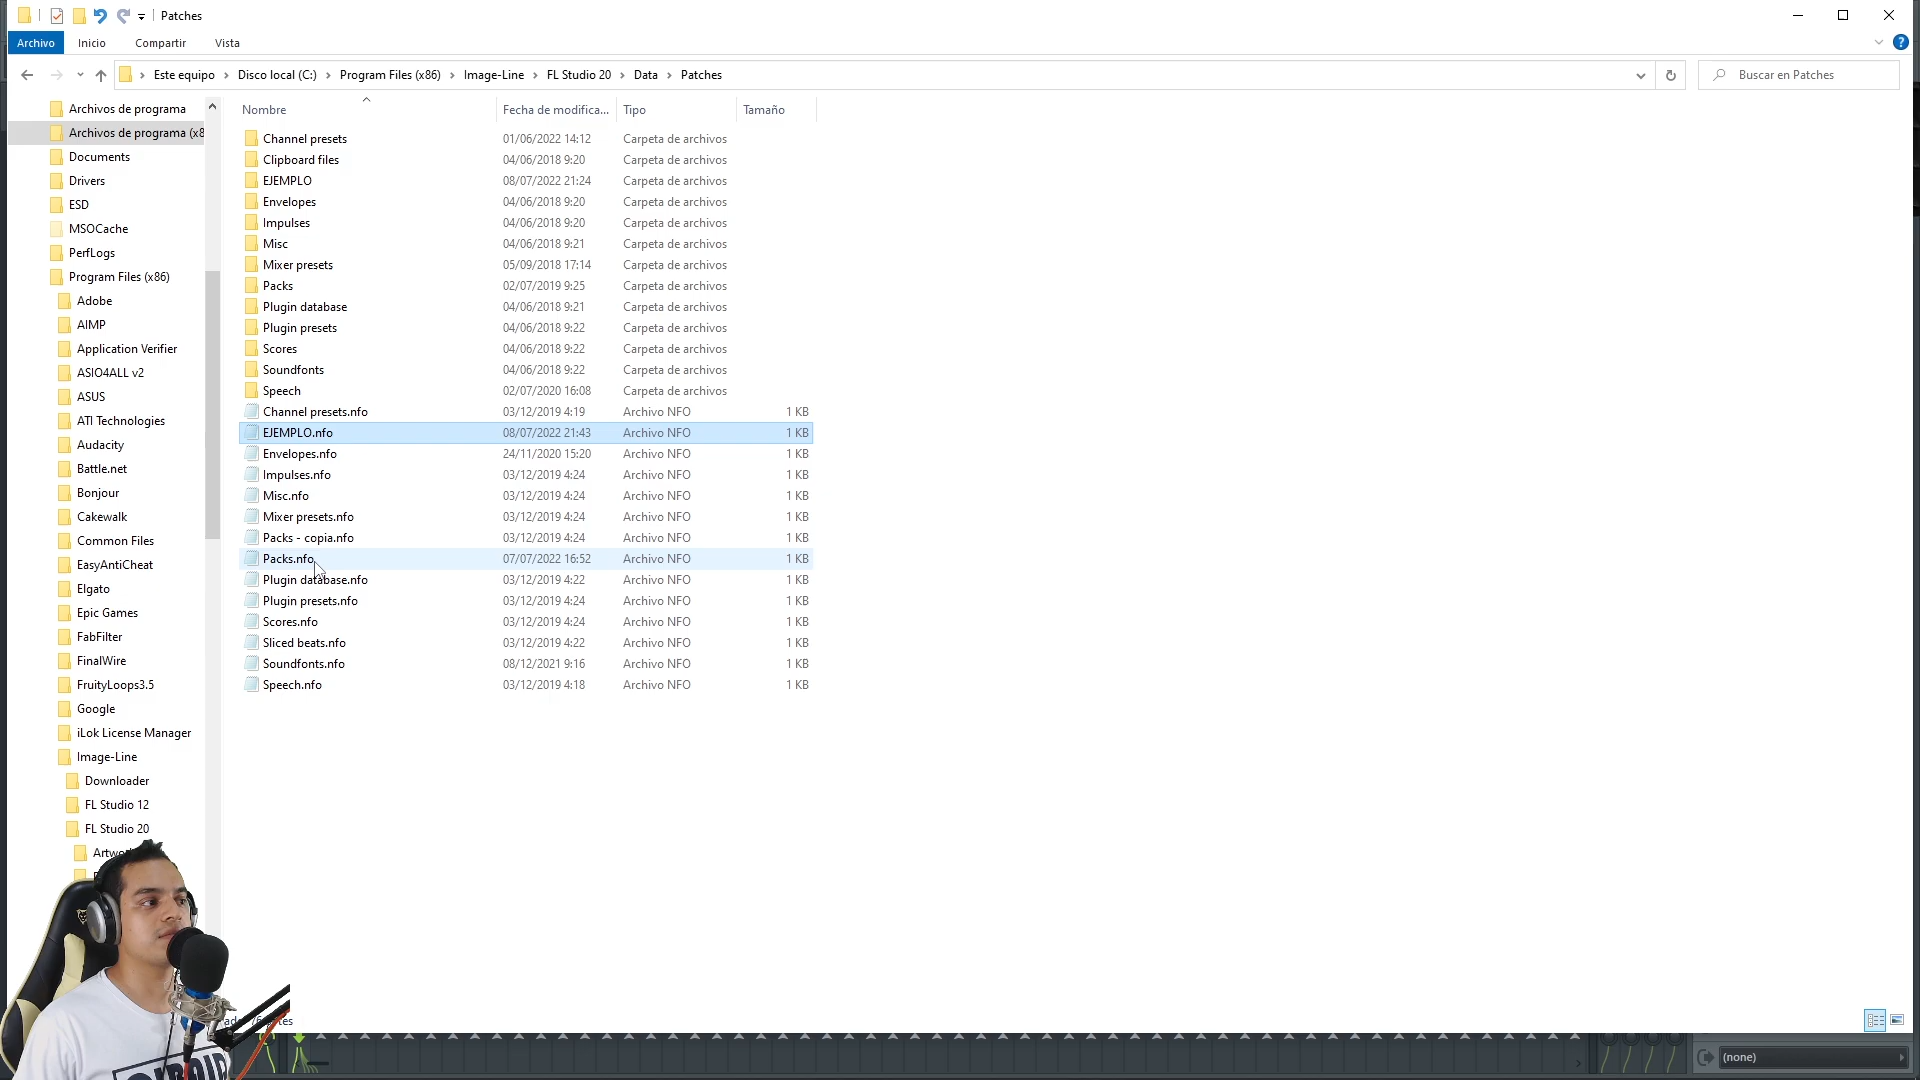 Patches
Archivo Inicio Compartir Vista
Este equipo > Disco local (C:) > Program Files (x86) > Image-Line > FL Studio 20 > Data > Patches
Buscar en Patches
Archivos de programa
Archivos de programa (x8
Documents
Drivers
ESD
MSOCache
PerfLogs
Program Files (x86)
Adobe
AIMP
Application Verifier
ASIO4ALL v2
ASUS
ATI Technologies
Audacity
Battle.net
Bonjour
Cakewalk
Common Files
EasyAntiCheat
Elgato
Epic Games
FabFilter
FinalWire
FruityLoops3.5
Google
iLok License Manager
Image-Line
Downloader
FL Studio 12
FL Studio 20
Nombre Fecha de modifica... Tipo Tamaño
Channel presets 01/06/2022 14:12 Carpeta de archivos
Clipboard files 04/06/2018 9:20 Carpeta de archivos
EJEMPLO 08/07/2022 21:24 Carpeta de archivos
Envelopes 04/06/2018 9:20 Carpeta de archivos
Impulses 04/06/2018 9:20 Carpeta de archivos
Misc 04/06/2018 9:21 Carpeta de archivos
Mixer presets 05/09/2018 17:14 Carpeta de archivos
Packs 02/07/2019 9:25 Carpeta de archivos
Plugin database 04/06/2018 9:21 Carpeta de archivos
Plugin presets 04/06/2018 9:22 Carpeta de archivos
Scores 04/06/2018 9:22 Carpeta de archivos
Soundfonts 04/06/2018 9:22 Carpeta de archivos
Speech 02/07/2020 16:08 Carpeta de archivos
Channel presets.nfo 03/12/2019 4:19 Archivo NFO 1 KB
EJEMPLO.nfo 08/07/2022 21:43 Archivo NFO 1 KB
Envelopes.nfo 24/11/2020 15:20 Archivo NFO 1 KB
Impulses.nfo 03/12/2019 4:24 Archivo NFO 1 KB
Misc.nfo 03/12/2019 4:24 Archivo NFO 1 KB
Mixer presets.nfo 03/12/2019 4:24 Archivo NFO 1 KB
Packs - copia.nfo 03/12/2019 4:24 Archivo NFO 1 KB
Packs.nfo 07/07/2022 16:52 Archivo NFO 1 KB
Plugin database.nfo 03/12/2019 4:22 Archivo NFO 1 KB
Plugin presets.nfo 03/12/2019 4:24 Archivo NFO 1 KB
Scores.nfo 03/12/2019 4:24 Archivo NFO 1 KB
Sliced beats.nfo 03/12/2019 4:22 Archivo NFO 1 KB
Soundfonts.nfo 08/12/2021 9:16 Archivo NFO 1 KB
Speech.nfo 03/12/2019 4:18 Archivo NFO 1 KB
(none)